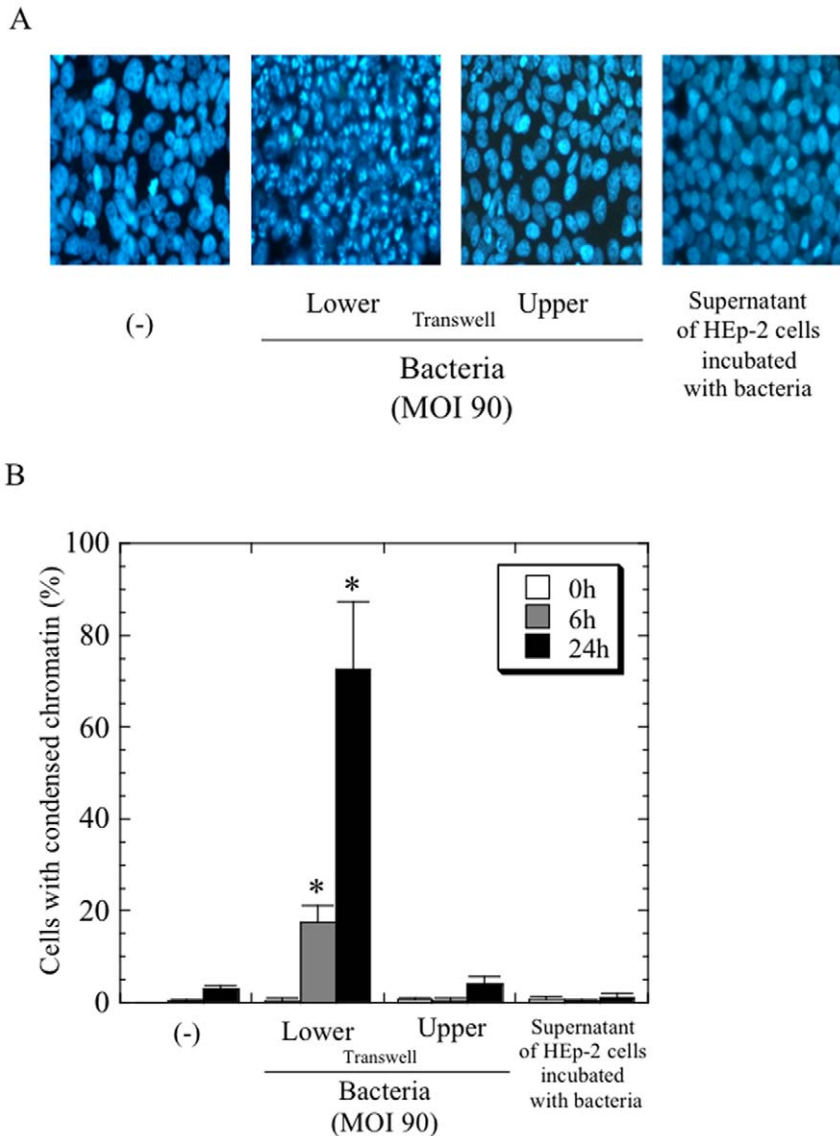 A
(-)
Lower Transwell Upper
Bacteria
(MOI 90)
Supernatant
of HEp-2 cells
incubated
with bacteria
B
Cells with condensed chromatin (%)
100
80
60
40
20
0
*
*
0h
6h
24h
(-)
Lower Transwell Upper
Bacteria
(MOI 90)
Supernatant
of HEp-2 cells
incubated
with bacteria